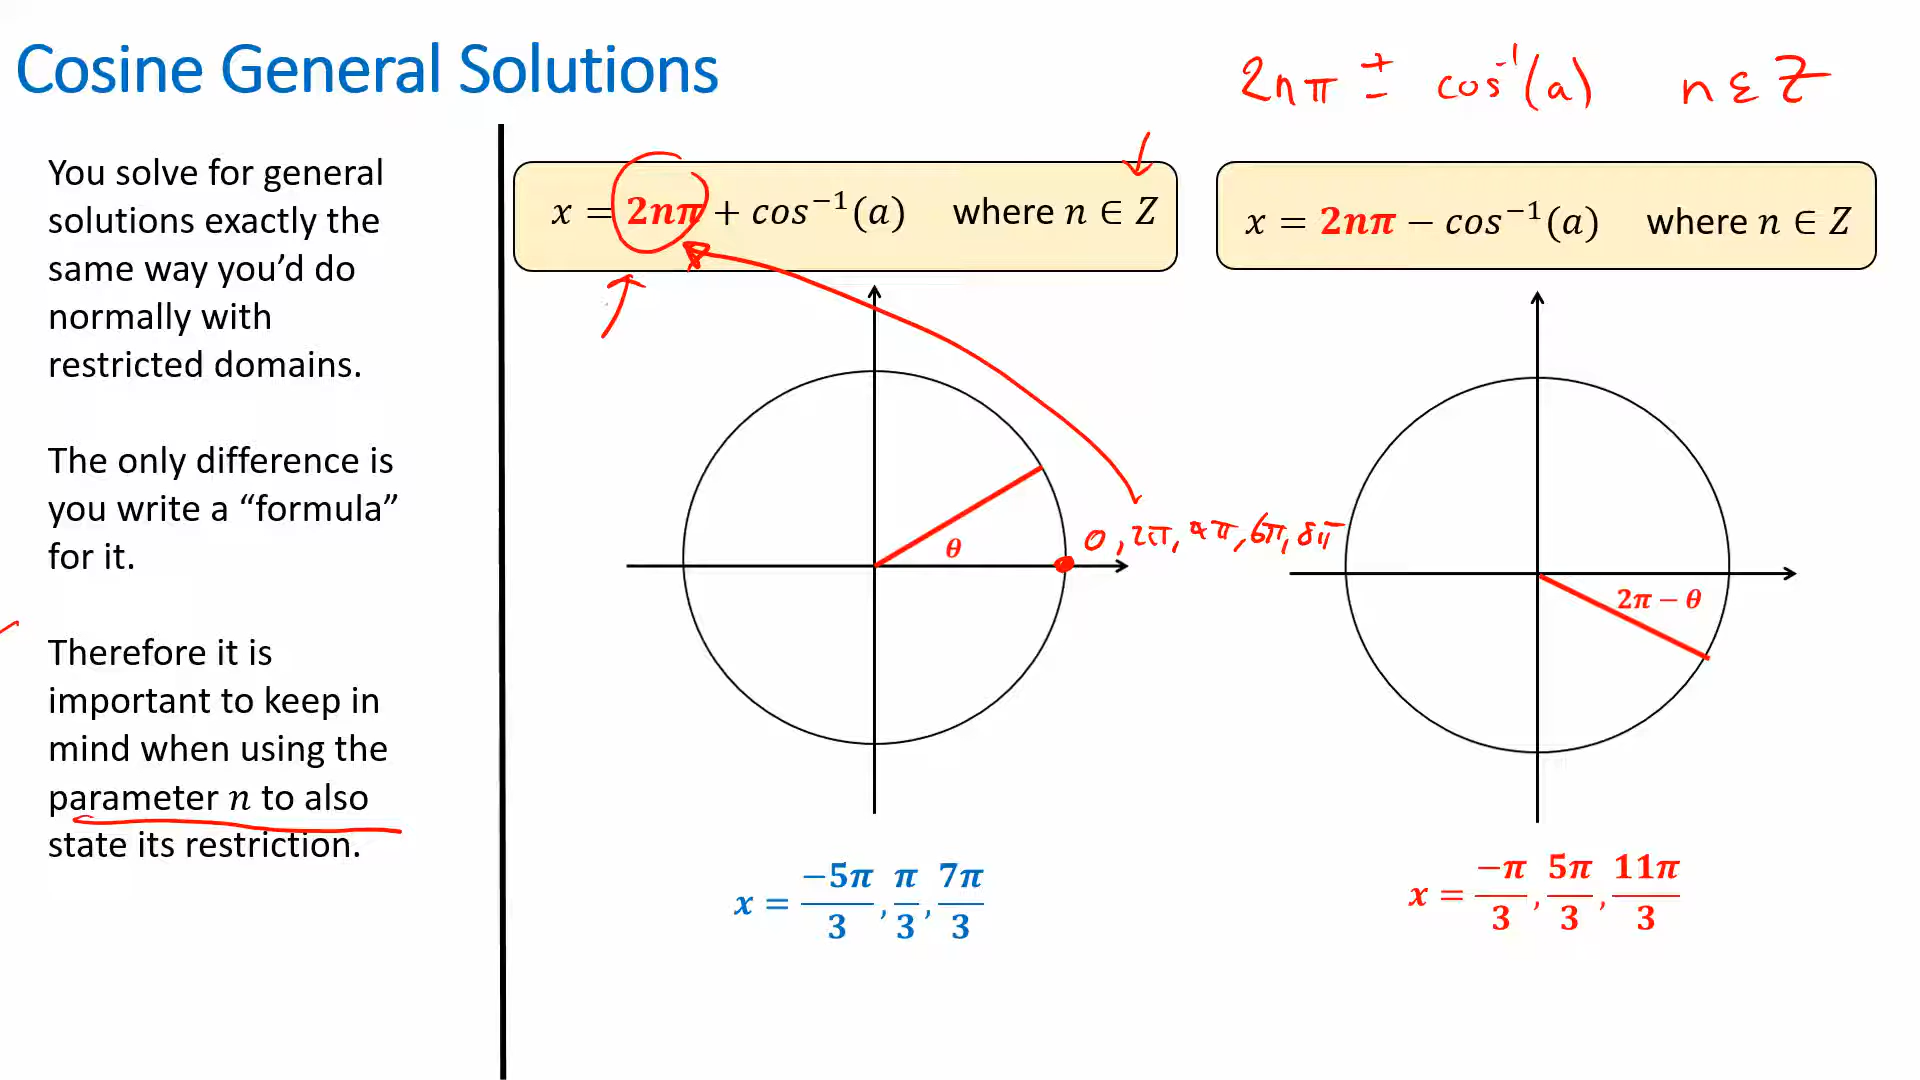 Cosine General Solutions
2nπ ± cos⁻¹(a) n ε Z
You solve for general
solutions exactly the
same way you’d do
normally with
restricted domains.
The only difference is
you write a “formula”
for it.
Therefore it is
important to keep in
mind when using the
parameter n to also
state its restriction.
x = 2nπ + cos⁻¹(a) where n ∈ Z
θ
0, 2π, 4π, 6π, 8π
x = −5π/3, π/3, 7π/3
x = 2nπ − cos⁻¹(a) where n ∈ Z
2π − θ
x = −π/3, 5π/3, 11π/3